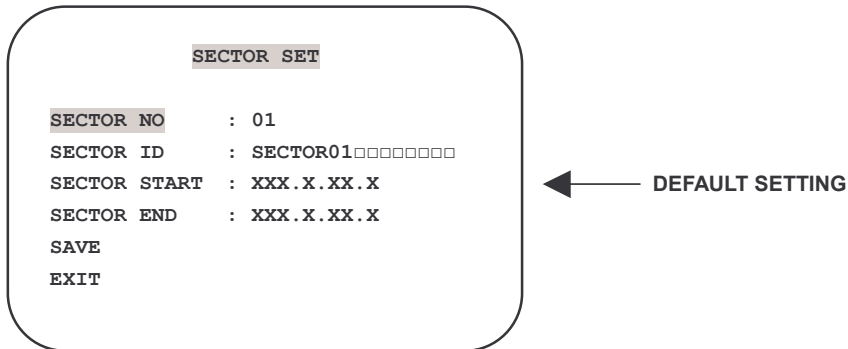 SECTOR SET
SECTOR NO : 01
SECTOR ID : SECTOR01□□□□□□□□
SECTOR START : XXX.X.XX.X
DEFAULT SETTING
SECTOR END : XXX.X.XX.X
SAVE
EXIT